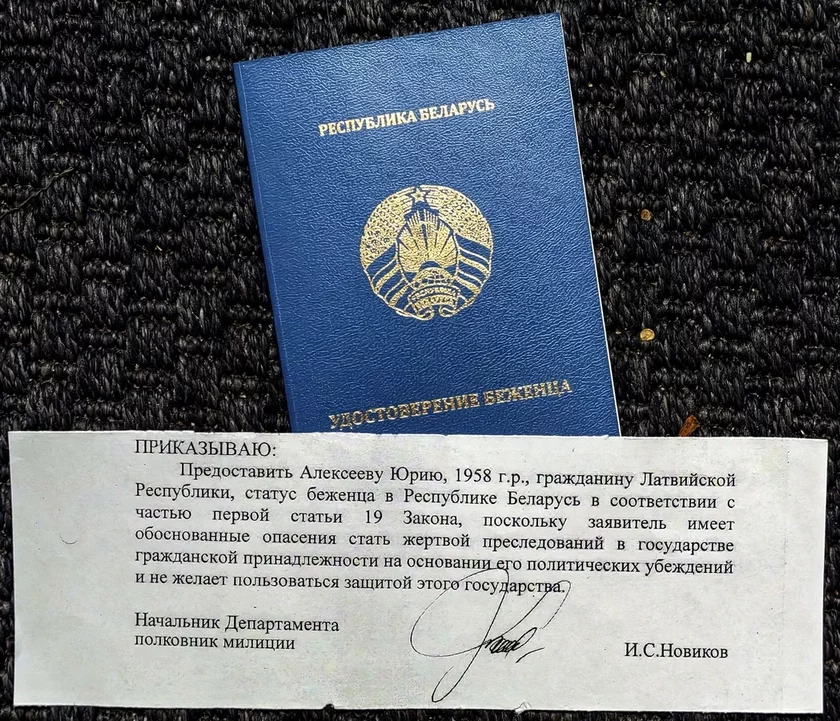 РЕСПУБЛИКА БЕЛАРУСЬ
УДОСТОВЕРЕНИЕ БЕЖЕНЦА
ПРИКАЗЫВАЮ:
Предоставить Алексееву Юрию, 1958 г.р., гражданину Латвийской
Республики, статус беженца в Республике Беларусь в соответствии с
частью первой статьи 19 Закона, поскольку заявитель имеет
обоснованные опасения стать жертвой преследований в государстве
гражданской принадлежности на основании его политических убеждений
и не желает пользоваться защитой этого государства.
Начальник Департамента
полковник милиции
И.С.Новиков